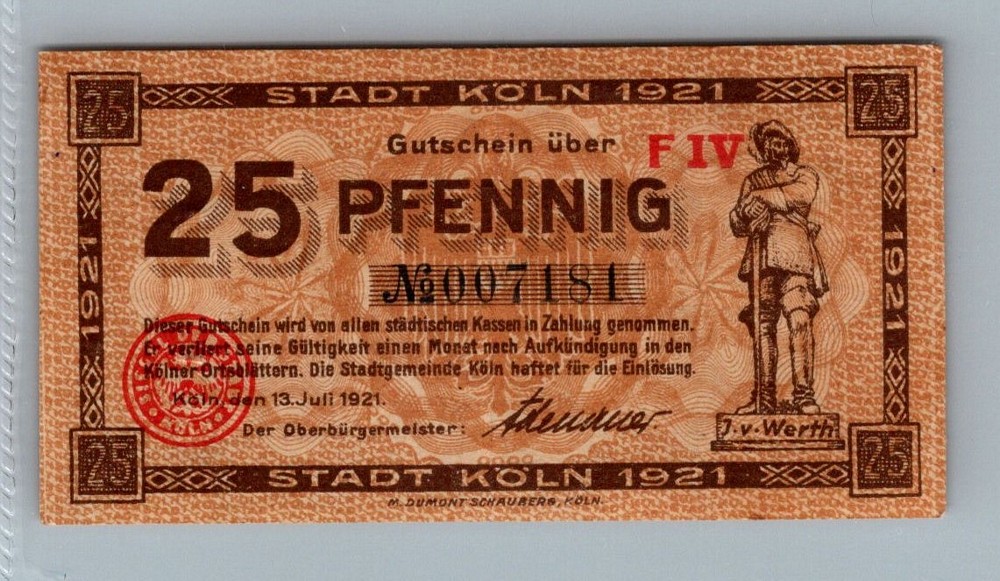 25 STADT KÖLN 1921 25
Gutschein über F IV
25 PFENNIG
№ 007181
1921
1921
Dieser Gutschein wird von allen städtischen Kassen in Zahlung genommen.
Er verliert seine Gültigkeit einen Monat nach Aufkündigung in den
Kölner Ortsblättern. Die Stadtgemeinde Köln haftet für die Einlösung.
Köln, den 13. Juli 1921.
Der Oberbürgermeister: Adenauer
J. v. Werth
25 STADT KÖLN 1921 25
M. DUMONT SCHAUBERG, KÖLN.